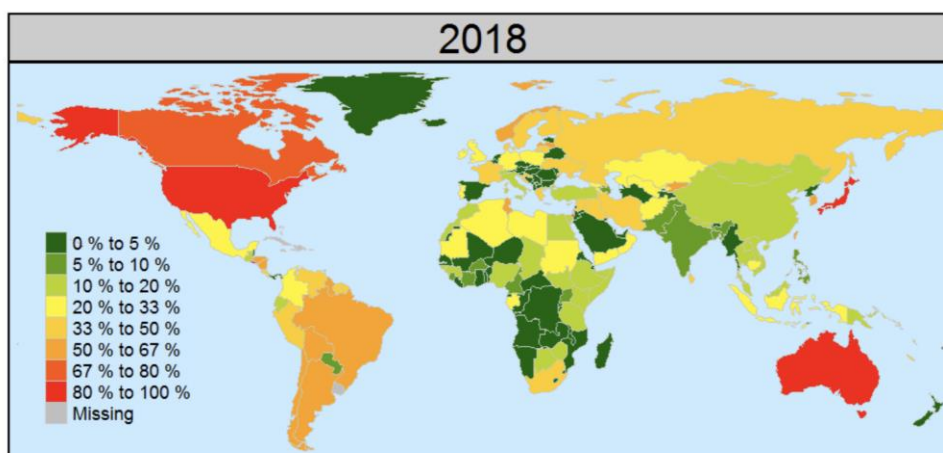 2018
0 % to 5 %
5 % to 10 %
10 % to 20 %
20 % to 33 %
33 % to 50 %
50 % to 67 %
67 % to 80 %
80 % to 100 %
Missing